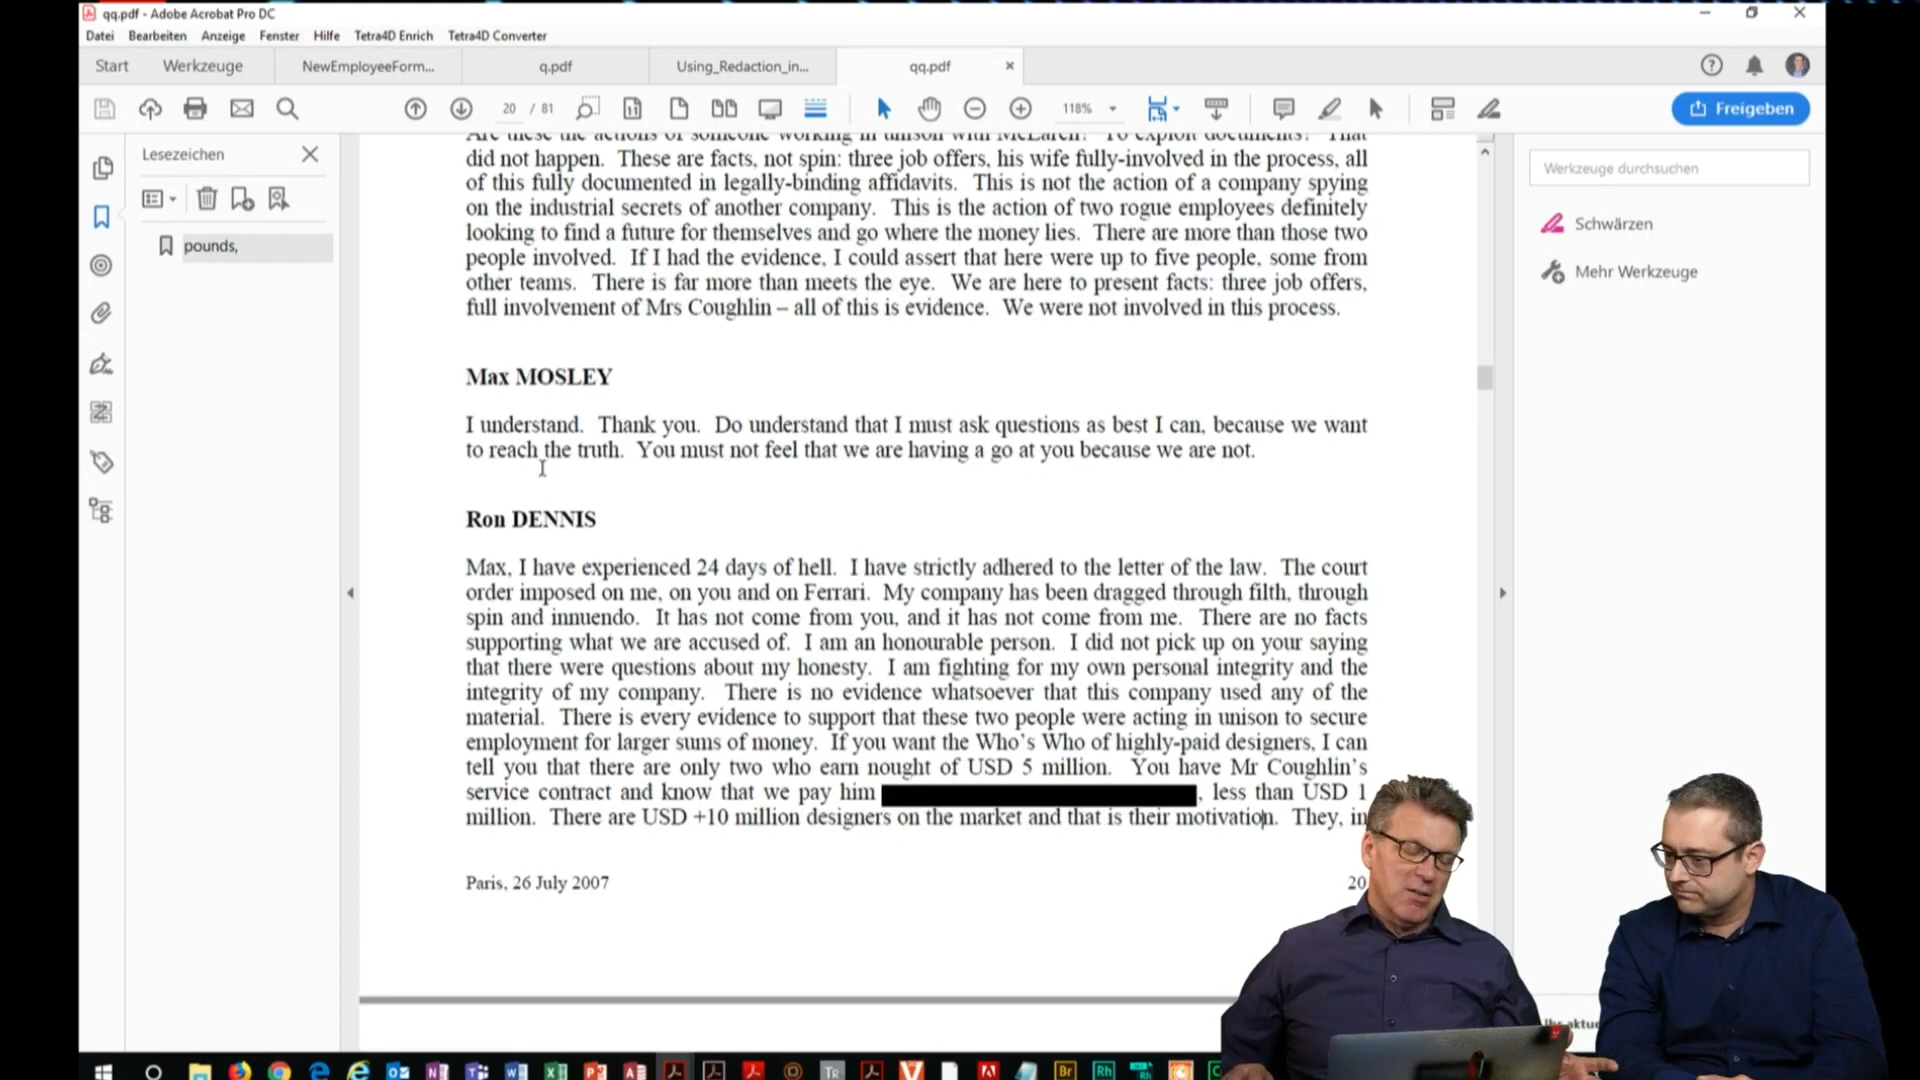 qq.pdf - Adobe Acrobat Pro DC
Datei Bearbeiten Anzeige Fenster Hilfe Tetra4D Enrich Tetra4D Converter
Start Werkzeuge NewEmployeeForm... q.pdf Using_Redaction_in... qq.pdf
20 / 81 118% Freigeben
Lesezeichen
pounds,
Werkzeuge durchsuchen
Schwärzen
Mehr Werkzeuge
Are these the actions of someone working in unison with McLaren? To exploit documents? That
did not happen. These are facts, not spin: three job offers, his wife fully-involved in the process, all
of this fully documented in legally-binding affidavits. This is not the action of a company spying
on the industrial secrets of another company. This is the action of two rogue employees definitely
looking to find a future for themselves and go where the money lies. There are more than those two
people involved. If I had the evidence, I could assert that here were up to five people, some from
other teams. There is far more than meets the eye. We are here to present facts: three job offers,
full involvement of Mrs Coughlin – all of this is evidence. We were not involved in this process.
Max MOSLEY
I understand. Thank you. Do understand that I must ask questions as best I can, because we want
to reach the truth. You must not feel that we are having a go at you because we are not.
Ron DENNIS
Max, I have experienced 24 days of hell. I have strictly adhered to the letter of the law. The court
order imposed on me, on you and on Ferrari. My company has been dragged through filth, through
spin and innuendo. It has not come from you, and it has not come from me. There are no facts
supporting what we are accused of. I am an honourable person. I did not pick up on your saying
that there were questions about my honesty. I am fighting for my own personal integrity and the
integrity of my company. There is no evidence whatsoever that this company used any of the
material. There is every evidence to support that these two people were acting in unison to secure
employment for larger sums of money. If you want the Who's Who of highly-paid designers, I can
tell you that there are only two who earn nought of USD 5 million. You have Mr Coughlin's
service contract and know that we pay him , less than USD 1
million. There are USD +10 million designers on the market and that is their motivation. They, in
Paris, 26 July 2007 20